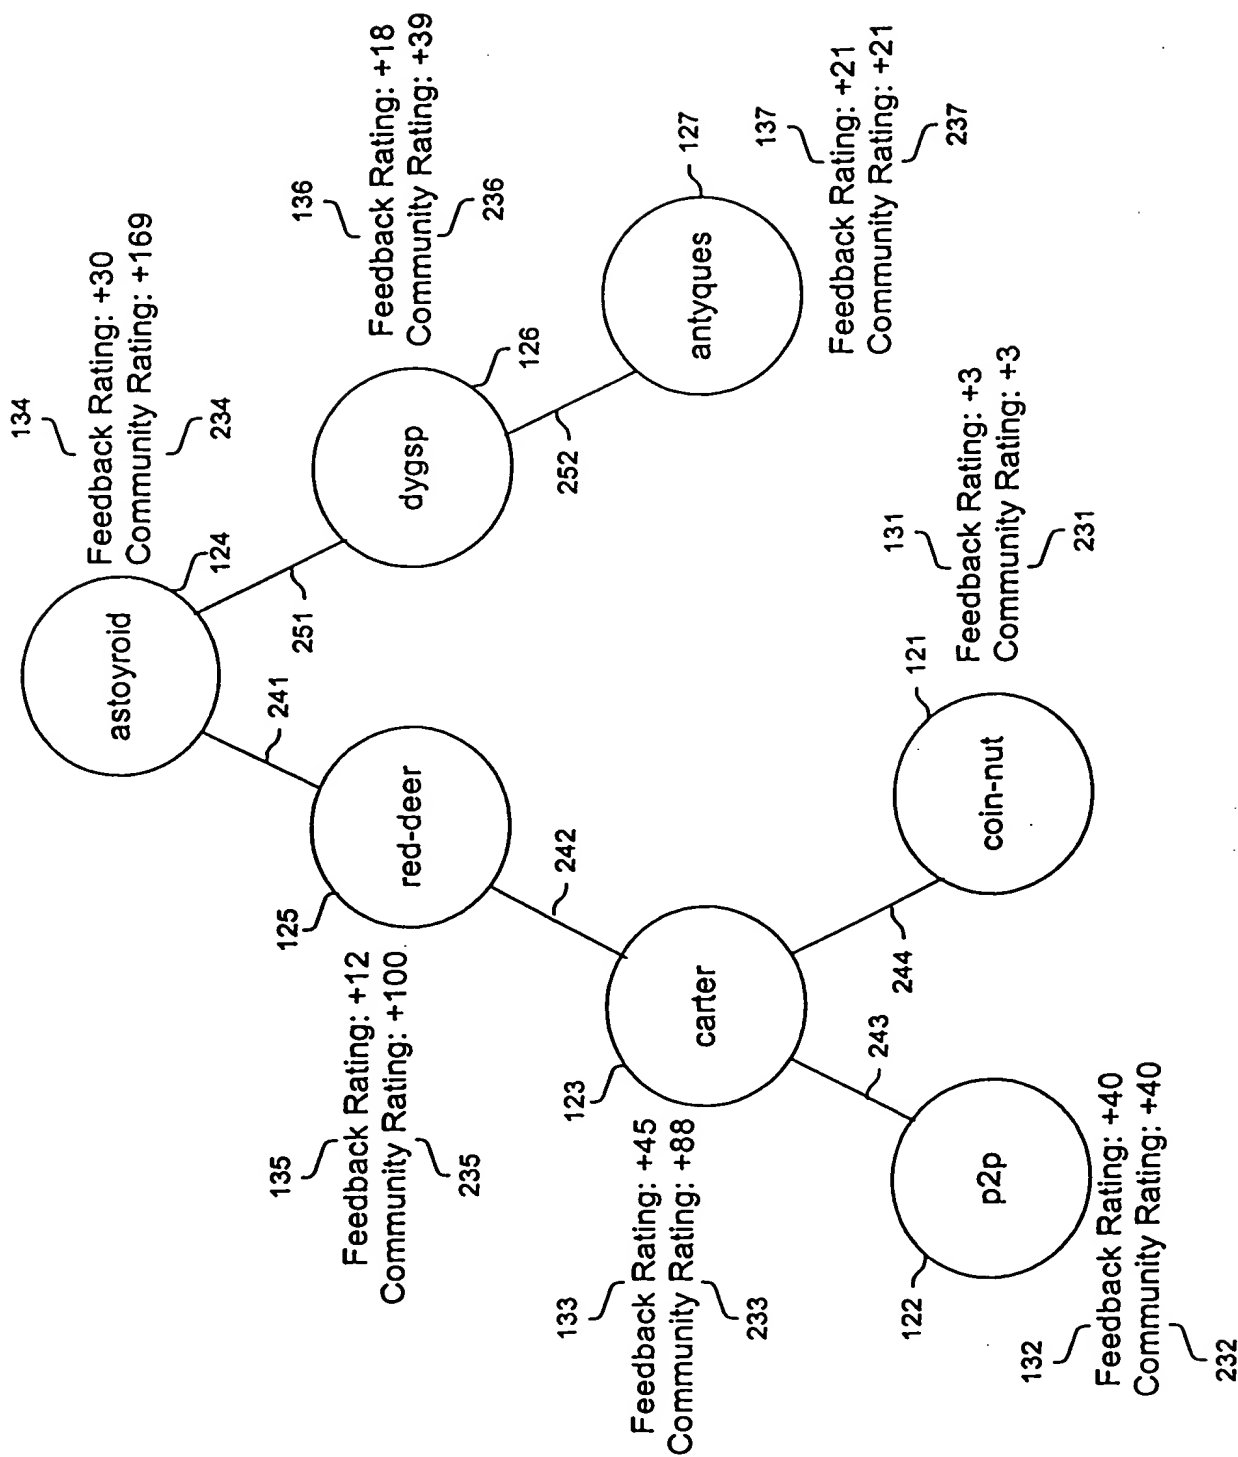 134
Feedback Rating: +30
Community Rating: +169
234
astoyroid
124
241
251
136
Feedback Rating: +18
Community Rating: +39
236
dygsp
126
125
red-deer
135
Feedback Rating: +12
Community Rating: +100
235
242
252
antyques
127
137
Feedback Rating: +21
Community Rating: +21
237
123
carter
133
Feedback Rating: +45
Community Rating: +88
233
243
244
121
coin-nut
131
Feedback Rating: +3
Community Rating: +3
231
122
p2p
132
Feedback Rating: +40
Community Rating: +40
232